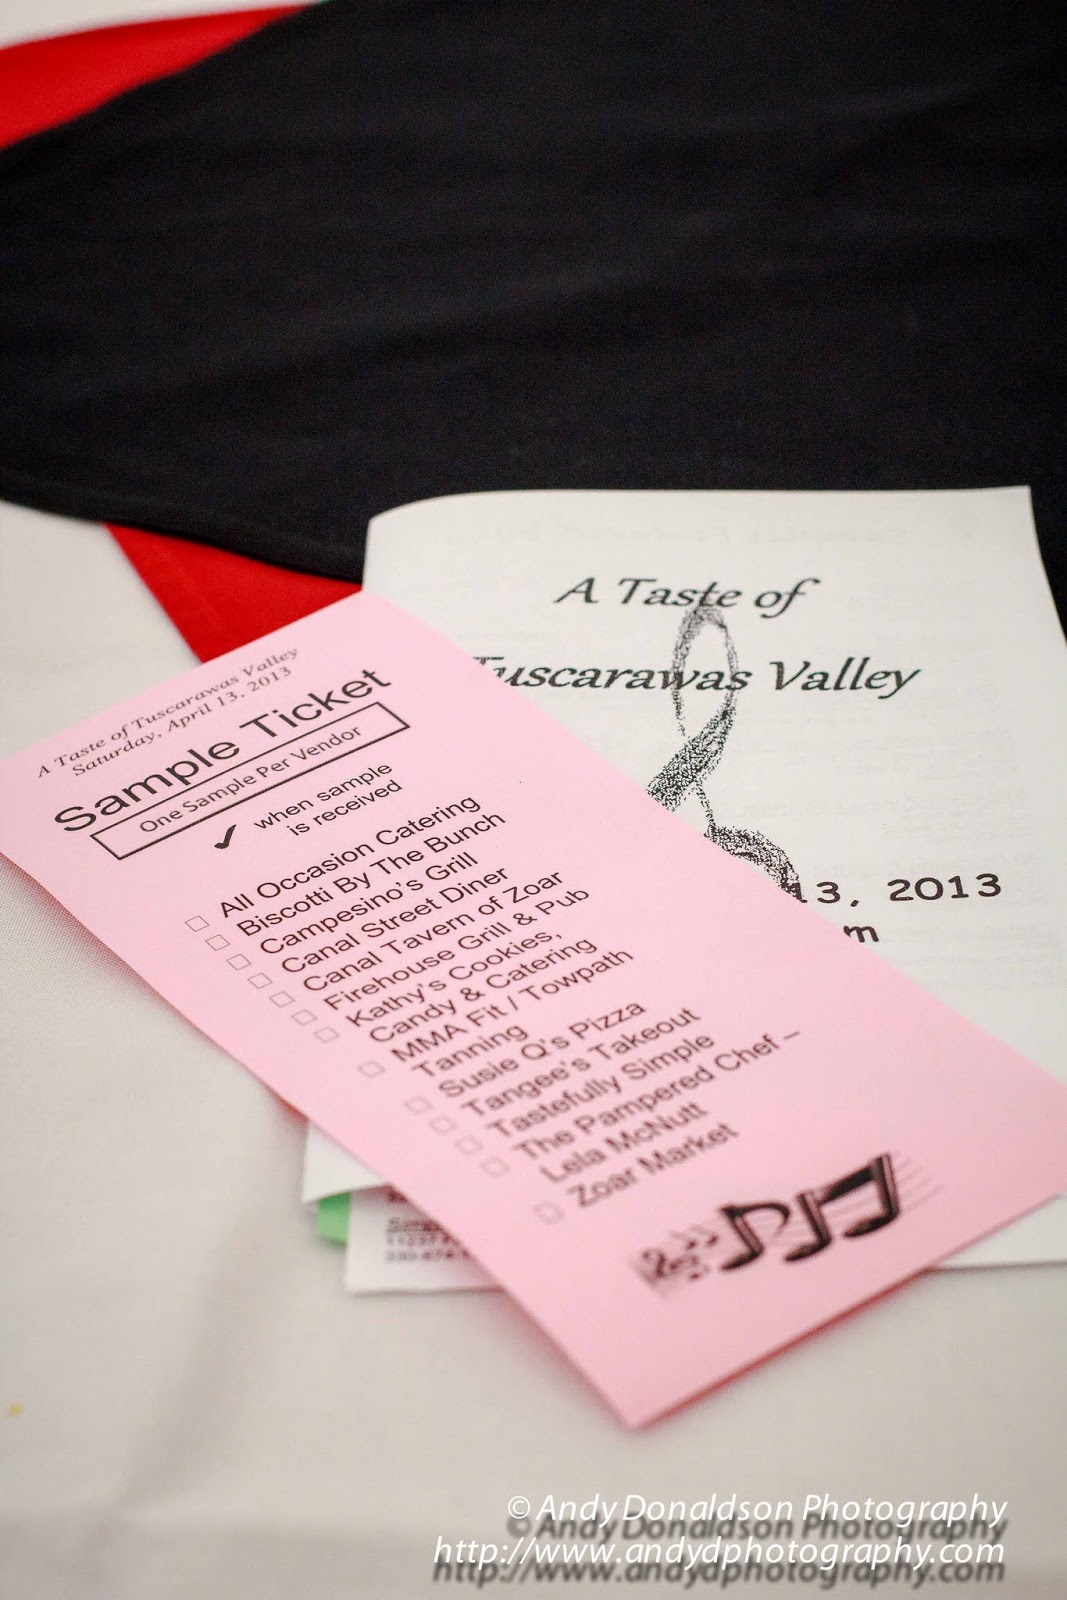 A Taste of
Tuscarawas Valley
13, 2013
m
A Taste of Tuscarawas Valley
Saturday, April 13, 2013
Sample Ticket
One Sample Per Vendor
✓ when sample
is received
□ All Occasion Catering
□ Biscotti By The Bunch
□ Campesino's Grill
□ Canal Street Diner
□ Canal Tavern of Zoar
□ Firehouse Grill & Pub
□ Kathy's Cookies,
Candy & Catering
□ MMA Fit / Towpath
Tanning
□ Susie Q's Pizza
□ Tangee's Takeout
□ Tastefully Simple
□ The Pampered Chef –
Lela McNutt
□ Zoar Market
© Andy Donaldson Photography
http://www.andydphotography.com